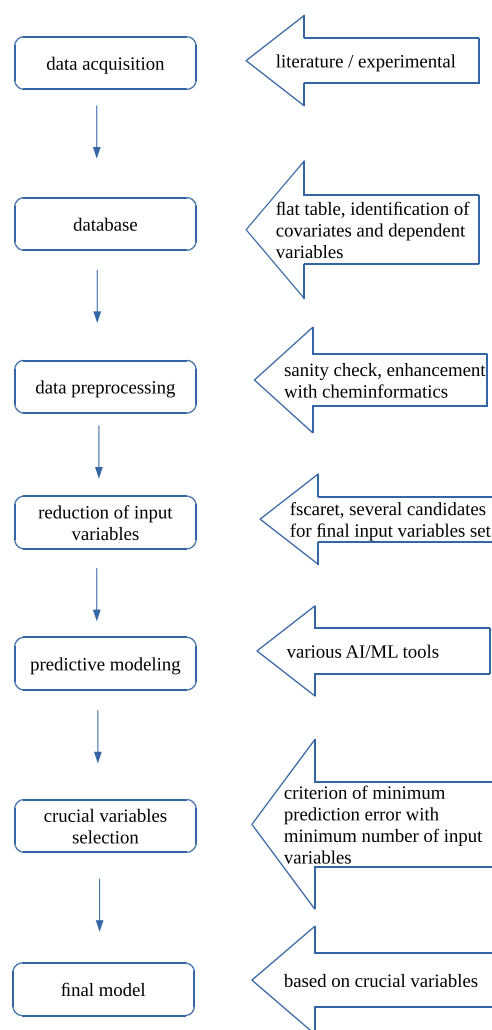 data acquisition
literature / experimental
database
flat table, identification of
covariates and dependent
variables
data preprocessing
sanity check, enhancement
with cheminformatics
reduction of input
variables
fscaret, several candidates
for final input variables set
predictive modeling
various AI/ML tools
crucial variables
selection
criterion of minimum
prediction error with
minimum number of input
variables
final model
based on crucial variables